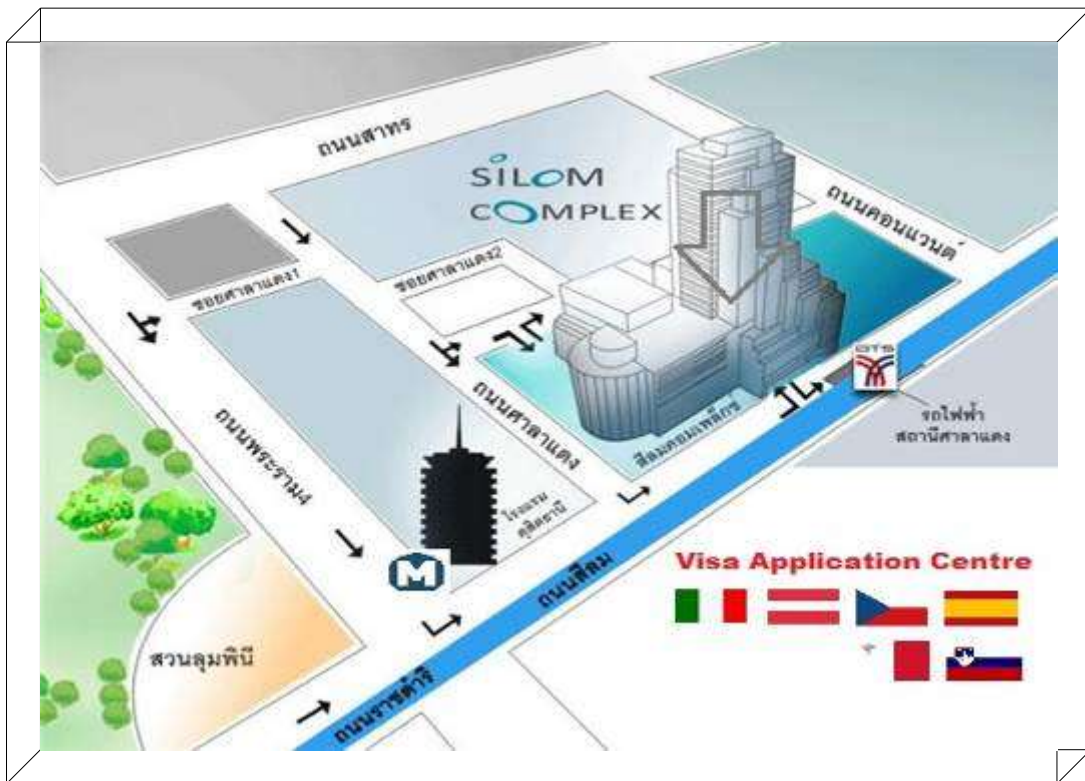 ถนนสาทร
SILOM
COMPLEX
ถนนคอนแวนต์
ซอยศาลาแดง1
ซอยศาลาแดง2
BTS
รถไฟฟ้า
สถานีศาลาแดง
ถนนศาลาแดง
สีลมคอมเพล็กซ์
ถนนพระราม4
โรงแรม
ดุสิตธานี
M
ถนนสีลม
Visa Application Centre
สวนลุมพินี
ถนนราชดำริ